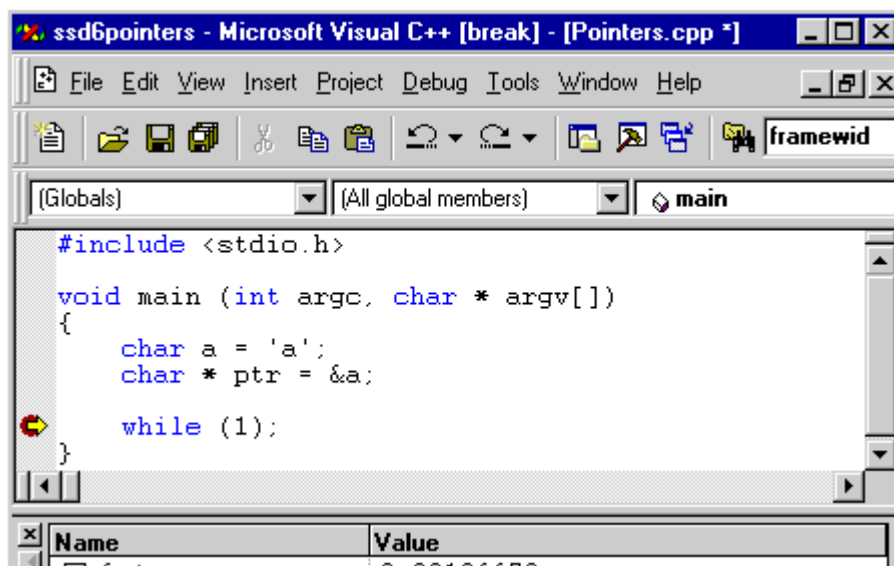 ssd6pointers - Microsoft Visual C++ [break] - [Pointers.cpp *]
File Edit View Insert Project Debug Tools Window Help
framewid
(Globals) (All global members) main
#include <stdio.h>
void main (int argc, char * argv[])
{
char a = 'a';
char * ptr = &a;
while (1);
}
Name Value